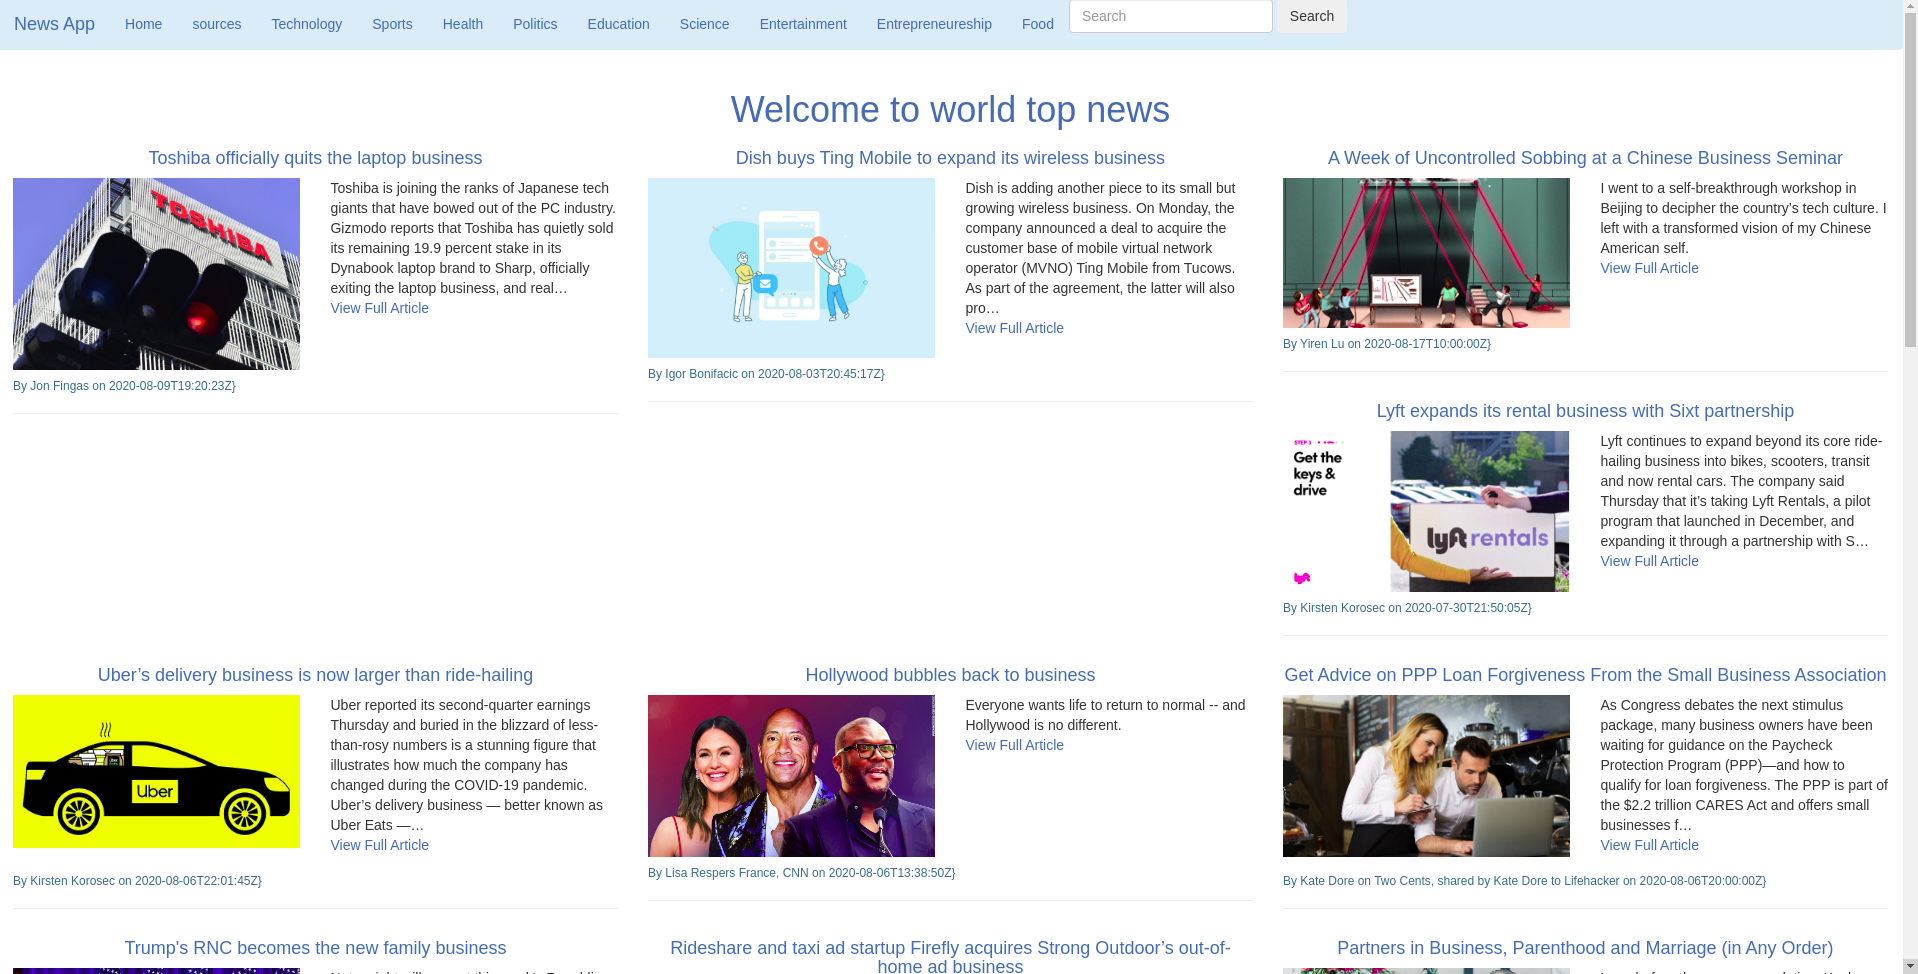 News App Home sources Technology Sports Health Politics Education Science Entertainment Entrepreneureship Food Search Search
Welcome to world top news
Toshiba officially quits the laptop business
TOSHIBA
Toshiba is joining the ranks of Japanese tech
giants that have bowed out of the PC industry.
Gizmodo reports that Toshiba has quietly sold
its remaining 19.9 percent stake in its
Dynabook laptop brand to Sharp, officially
exiting the laptop business, and real…
View Full Article
By Jon Fingas on 2020-08-09T19:20:23Z}
Dish buys Ting Mobile to expand its wireless business
Dish is adding another piece to its small but
growing wireless business. On Monday, the
company announced a deal to acquire the
customer base of mobile virtual network
operator (MVNO) Ting Mobile from Tucows.
As part of the agreement, the latter will also
pro…
View Full Article
By Igor Bonifacic on 2020-08-03T20:45:17Z}
A Week of Uncontrolled Sobbing at a Chinese Business Seminar
I went to a self-breakthrough workshop in
Beijing to decipher the country’s tech culture. I
left with a transformed vision of my Chinese
American self.
View Full Article
By Yiren Lu on 2020-08-17T10:00:00Z}
Lyft expands its rental business with Sixt partnership
Get the
keys &
drive
lyft rentals
Lyft continues to expand beyond its core ride-
hailing business into bikes, scooters, transit
and now rental cars. The company said
Thursday that it’s taking Lyft Rentals, a pilot
program that launched in December, and
expanding it through a partnership with S…
View Full Article
By Kirsten Korosec on 2020-07-30T21:50:05Z}
Uber’s delivery business is now larger than ride-hailing
Uber
Uber reported its second-quarter earnings
Thursday and buried in the blizzard of less-
than-rosy numbers is a stunning figure that
illustrates how much the company has
changed during the COVID-19 pandemic.
Uber’s delivery business — better known as
Uber Eats —…
View Full Article
By Kirsten Korosec on 2020-08-06T22:01:45Z}
Hollywood bubbles back to business
Everyone wants life to return to normal -- and
Hollywood is no different.
View Full Article
By Lisa Respers France, CNN on 2020-08-06T13:38:50Z}
Get Advice on PPP Loan Forgiveness From the Small Business Association
As Congress debates the next stimulus
package, many business owners have been
waiting for guidance on the Paycheck
Protection Program (PPP)—and how to
qualify for loan forgiveness. The PPP is part of
the $2.2 trillion CARES Act and offers small
businesses f…
View Full Article
By Kate Dore on Two Cents, shared by Kate Dore to Lifehacker on 2020-08-06T20:00:00Z}
Trump's RNC becomes the new family business
Rideshare and taxi ad startup Firefly acquires Strong Outdoor’s out-of-
home ad business
Partners in Business, Parenthood and Marriage (in Any Order)